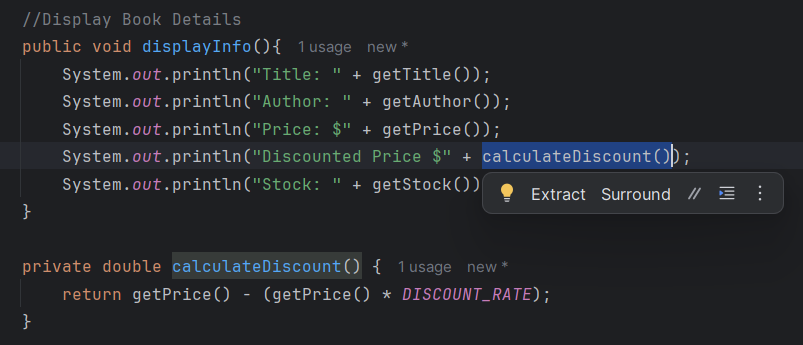 //Display Book Details
public void displayInfo(){ 1 usage new *
System.out.println("Title: " + getTitle());
System.out.println("Author: " + getAuthor());
System.out.println("Price: $" + getPrice());
System.out.println("Discounted Price $" + calculateDiscount());
System.out.println("Stock: " + getStock())
Extract Surround
}
private double calculateDiscount() { 1 usage new *
return getPrice() - (getPrice() * DISCOUNT_RATE);
}